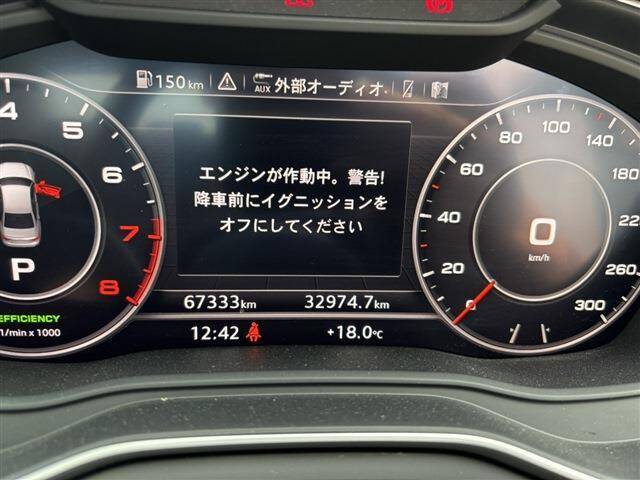 150 km
AUX 外部オーディオ.
4
5
6
7
8
P
EFFICIENCY
1/min x 1000
エンジンが作動中。警告!
降車前にイグニッションを
オフにしてください
67333km 32974.7km
12:42 +18.0°C
0
20
40
60
80
100
140
180
260
300
0
km/h